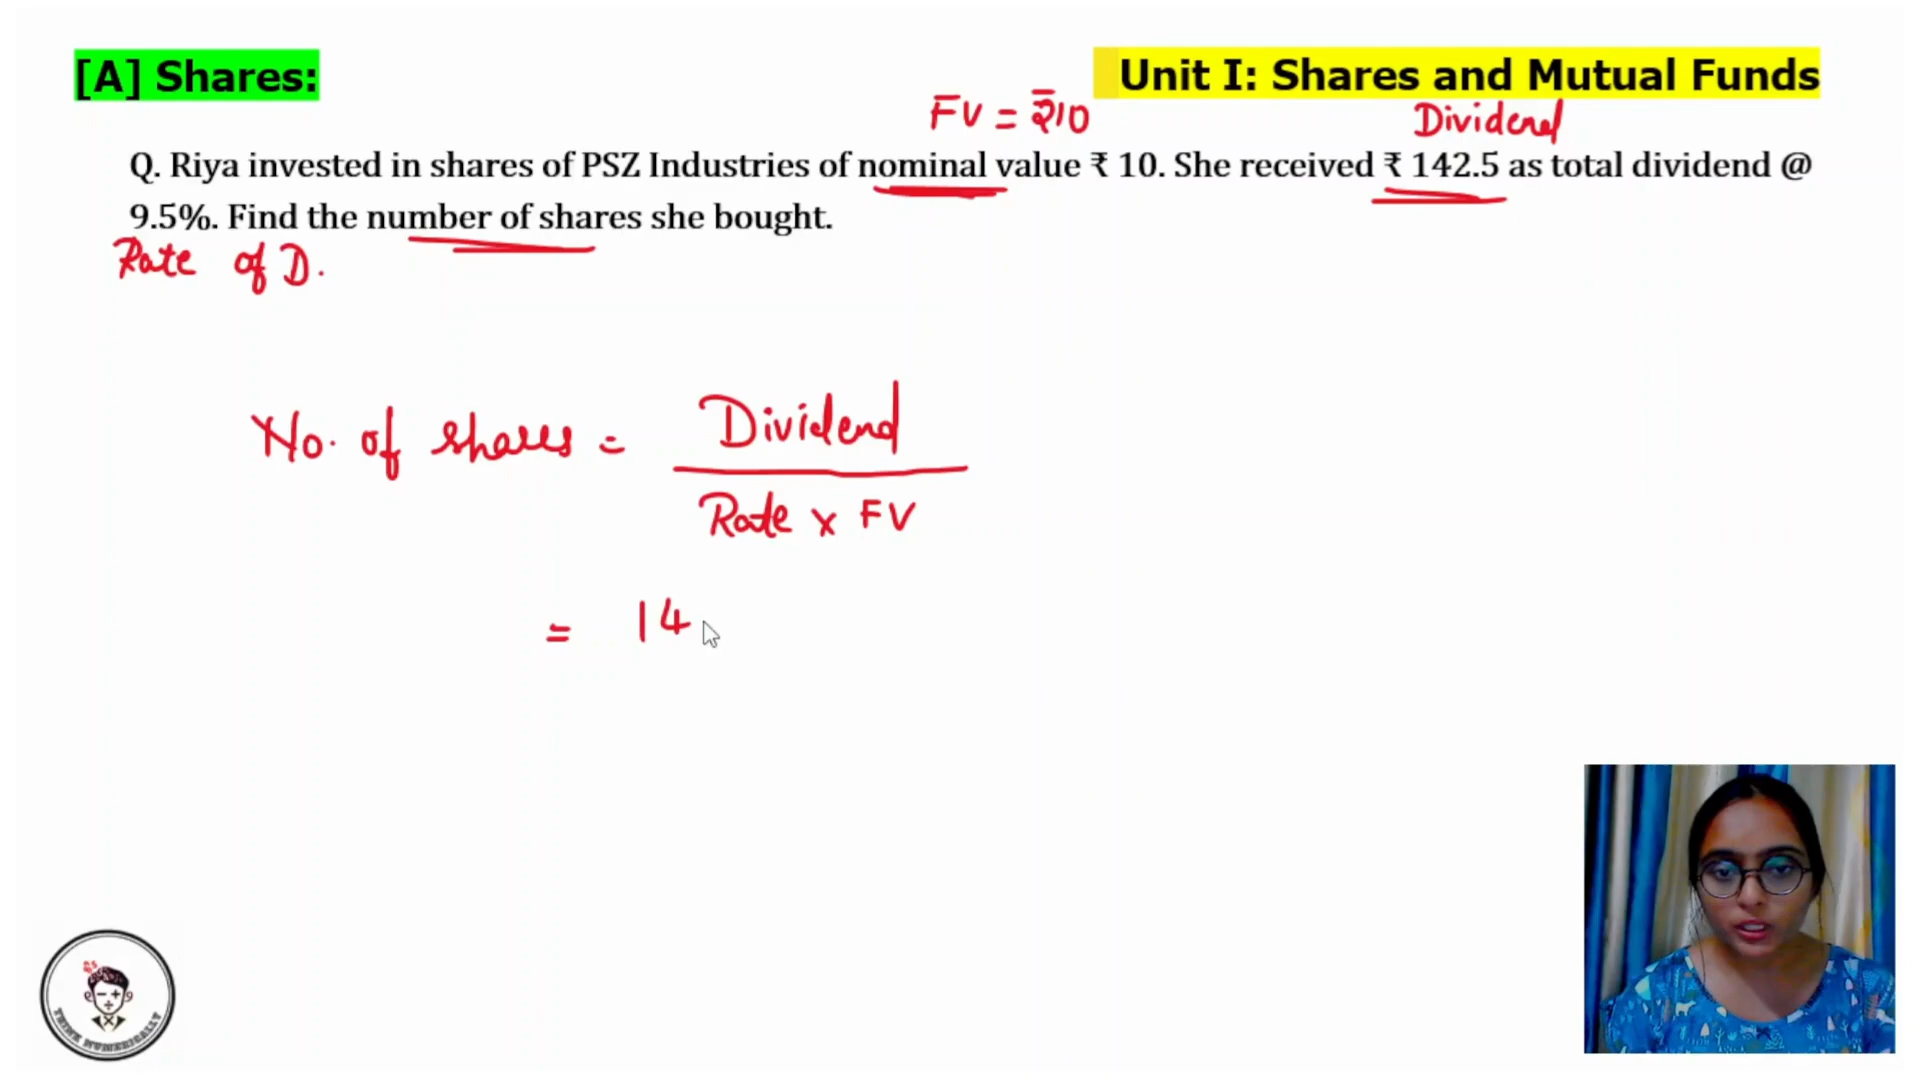 [A] Shares:
Unit I: Shares and Mutual Funds
FV = ₹10
Dividend
Q. Riya invested in shares of PSZ Industries of nominal value ₹ 10. She received ₹ 142.5 as total dividend @
9.5%. Find the number of shares she bought.
Rate of D.
No. of shares = Dividend
Rate x FV
= 14
THINK NUMERICALLY